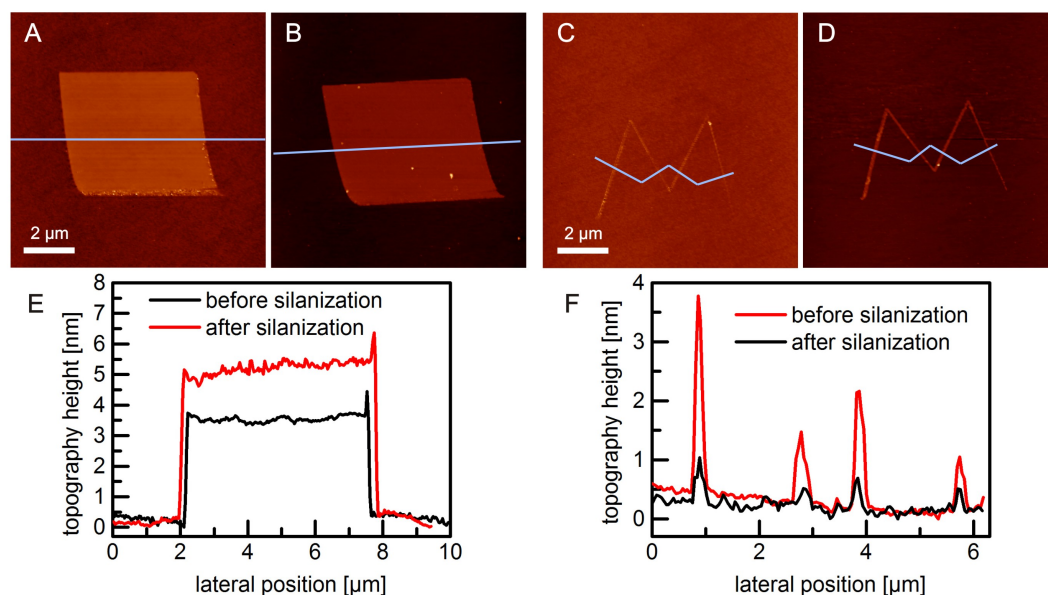 A
B
C
D
2 µm
2 µm
E
before silanization
after silanization
topography height [nm]
8
7
6
5
4
3
2
1
0
0 2 4 6 8 10
lateral position [µm]
F
before silanization
after silanization
topography height [nm]
4
3
2
1
0
0 2 4 6
lateral position [µm]